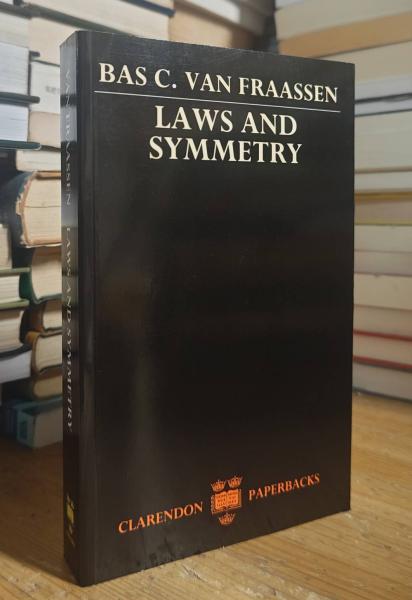 BAS C. VAN FRAASSEN
LAWS AND
SYMMETRY
CLARENDON PAPERBACKS
VAN FRAASSEN LAWS AND SYMMETRY